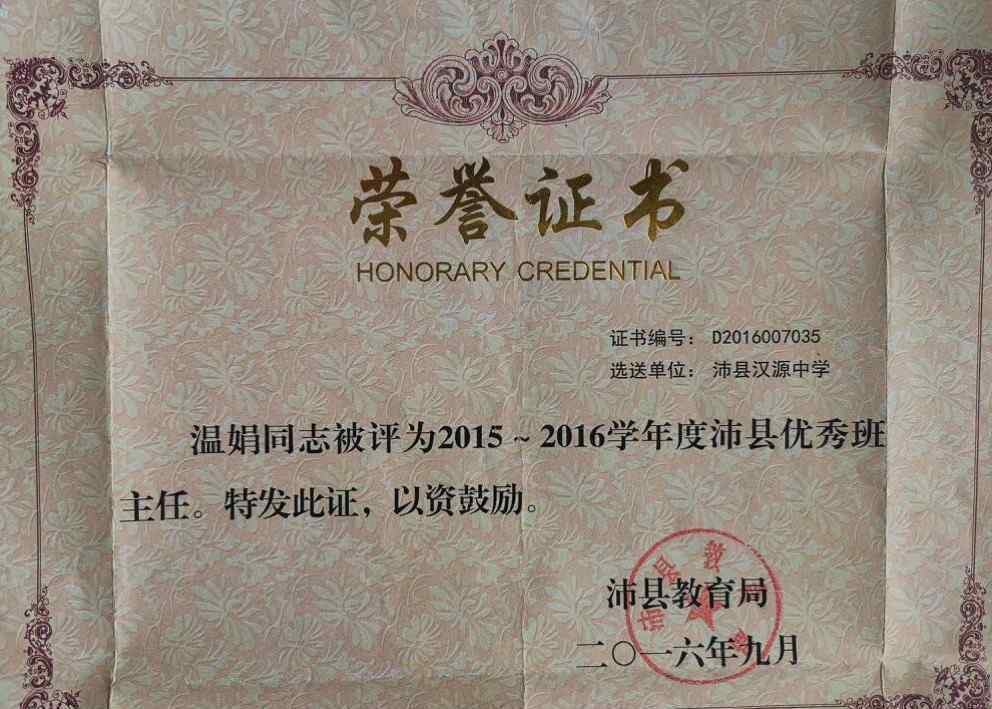 荣誉证书
HONORARY CREDENTIAL
证书编号： D2016007035
选送单位： 沛县汉源中学
温娟同志被评为2015～2016学年度沛县优秀班
主任。特发此证，以资鼓励。
沛县教育局
二〇一六年九月
沛县教